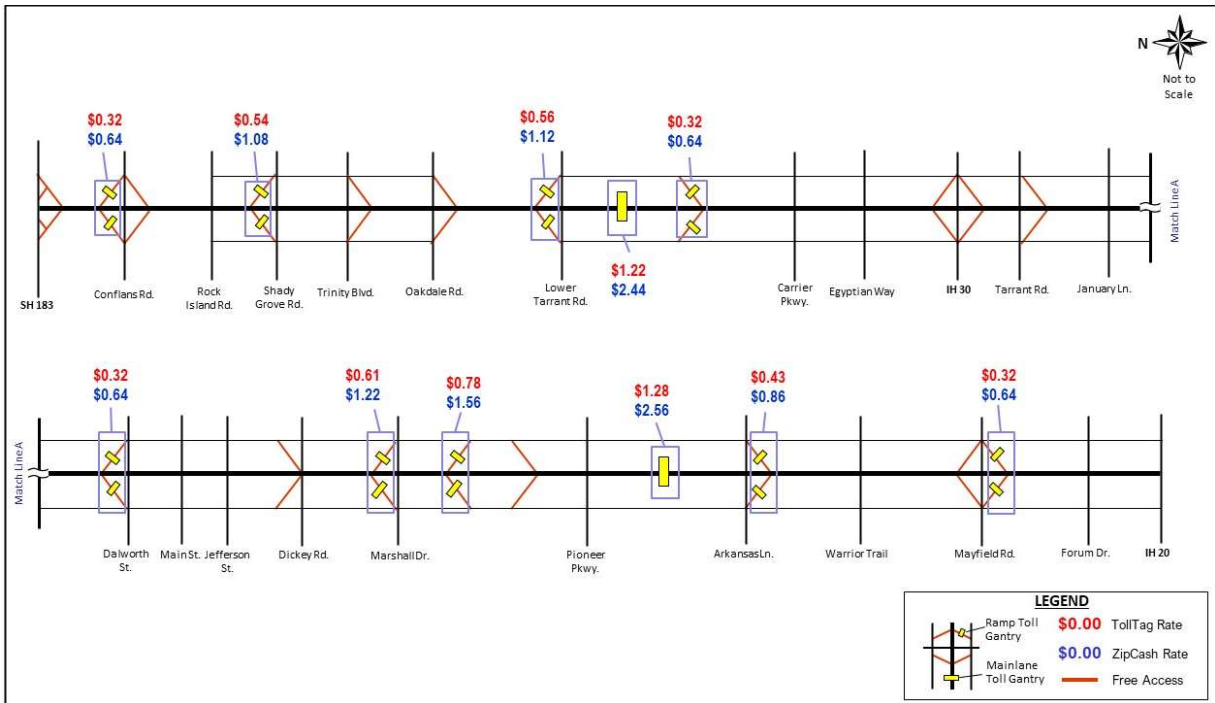 N
Not to
Scale
$0.32
$0.64
$0.54
$1.08
$0.56
$1.12
$0.32
$0.64
$1.22
$2.44
Match Line A
SH 183
Conflans Rd.
Rock
Island Rd.
Shady
Grove Rd.
Trinity Blvd.
Oakdale Rd.
Lower
Tarrant Rd.
Carrier
Pkwy.
Egyptian Way
IH 30
Tarrant Rd.
January Ln.
$0.32
$0.64
$0.61
$1.22
$0.78
$1.56
$1.28
$2.56
$0.43
$0.86
$0.32
$0.64
Match Line A
Dalworth
St.
Main St.
Jefferson
St.
Dickey Rd.
Marshall Dr.
Pioneer
Pkwy.
Arkansas Ln.
Warrior Trail
Mayfield Rd.
Forum Dr.
IH 20
LEGEND
Ramp Toll
Gantry
$0.00 TollTag Rate
$0.00 ZipCash Rate
Mainlane
Toll Gantry
Free Access